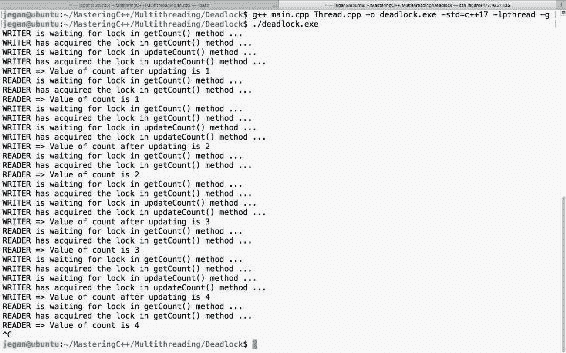 jegan@ubuntu:~/MasteringC++/Multithreading/Deadlock$ g++ main.cpp Thread.cpp -o deadlock.exe -std=c++17 -lpthread -g
jegan@ubuntu:~/MasteringC++/Multithreading/Deadlock$ ./deadlock.exe
WRITER is waiting for lock in getCount() method ...
WRITER has acquired the lock in getCount() method ...
WRITER is waiting for lock in updateCount() method ...
WRITER has acquired the lock in updateCount() method ...
WRITER => Value of count after updating is 1
READER is waiting for lock in getCount() method ...
READER has acquired the lock in getCount() method ...
READER => Value of count is 1
WRITER is waiting for lock in getCount() method ...
WRITER has acquired the lock in getCount() method ...
WRITER is waiting for lock in updateCount() method ...
WRITER has acquired the lock in updateCount() method ...
WRITER => Value of count after updating is 2
READER is waiting for lock in getCount() method ...
READER has acquired the lock in getCount() method ...
READER => Value of count is 2
WRITER is waiting for lock in getCount() method ...
WRITER has acquired the lock in getCount() method ...
WRITER is waiting for lock in updateCount() method ...
WRITER has acquired the lock in updateCount() method ...
WRITER => Value of count after updating is 3
READER is waiting for lock in getCount() method ...
READER has acquired the lock in getCount() method ...
READER => Value of count is 3
WRITER is waiting for lock in getCount() method ...
WRITER has acquired the lock in getCount() method ...
WRITER is waiting for lock in updateCount() method ...
WRITER has acquired the lock in updateCount() method ...
WRITER => Value of count after updating is 4
READER is waiting for lock in getCount() method ...
READER has acquired the lock in getCount() method ...
READER => Value of count is 4
^C
jegan@ubuntu:~/MasteringC++/Multithreading/Deadlock$